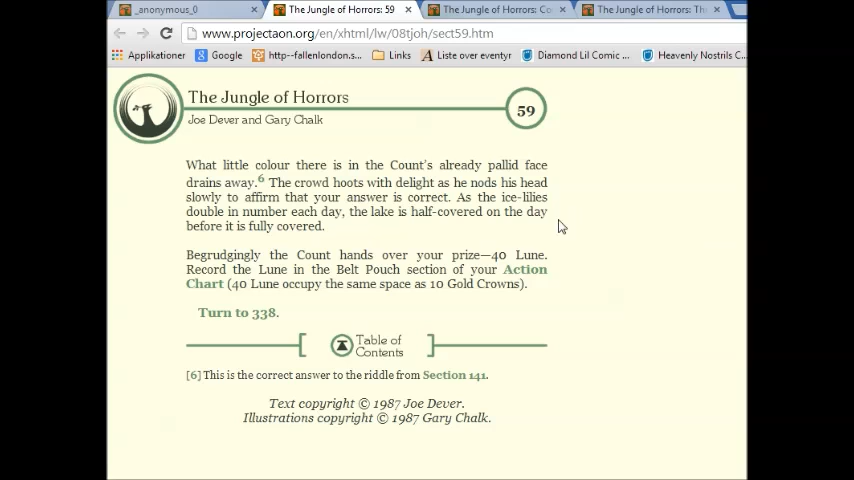 _anonymous_0
The Jungle of Horrors: 59
The Jungle of Horrors: Co
The Jungle of Horrors: Th
www.projectaon.org/en/xhtml/lw/08tjoh/sect59.htm
Applikationer
Google
http--fallenlondon.s...
Links
Liste over eventyr
Diamond Lil Comic ...
Heavenly Nostrils C
The Jungle of Horrors
59
Joe Dever and Gary Chalk
What little colour there is in the Count's already pallid face
drains away.6 The crowd hoots with delight as he nods his head
slowly to affirm that your answer is correct. As the ice-lilies
double in number each day, the lake is half-covered on the day
before it is fully covered.
Begrudgingly the Count hands over your prize—40 Lune.
Record the Lune in the Belt Pouch section of your Action
Chart (40 Lune occupy the same space as 10 Gold Crowns).
Turn to 338.
Table of
Contents
[6] This is the correct answer to the riddle from Section 141.
Text copyright © 1987 Joe Dever.
Illustrations copyright © 1987 Gary Chalk.